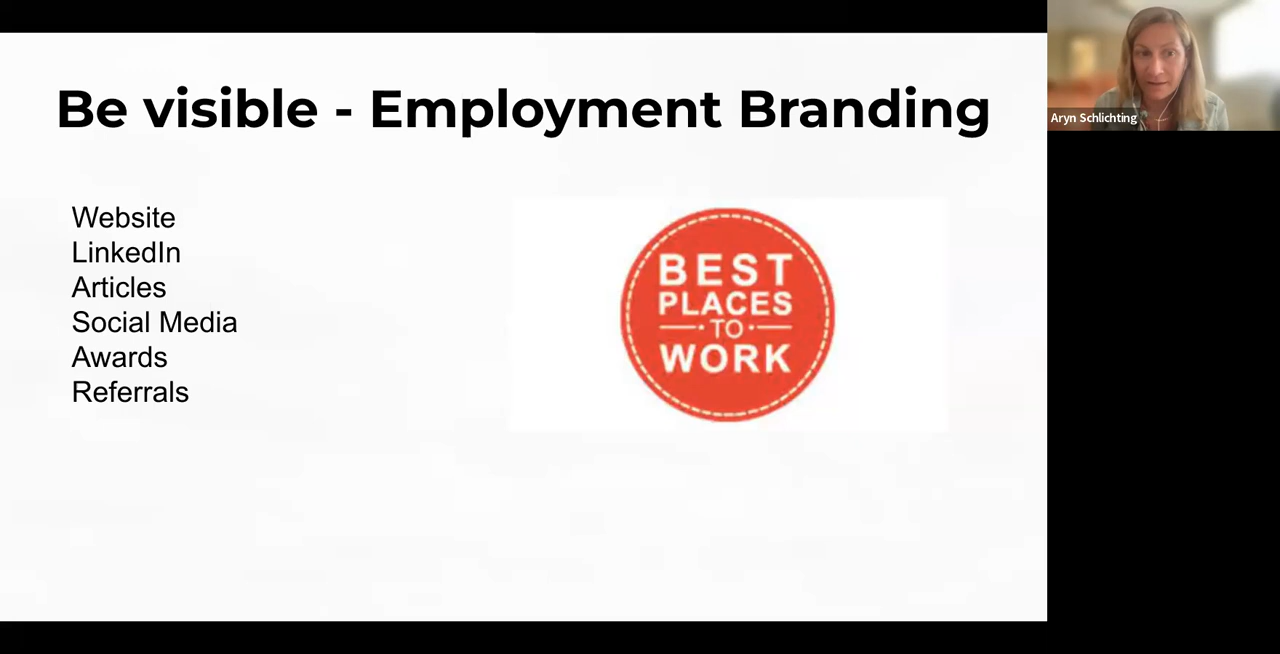 Be visible - Employment Branding
Website
LinkedIn
Articles
Social Media
Awards
Referrals
BEST
PLACES
TO
WORK
Aryn Schlichting